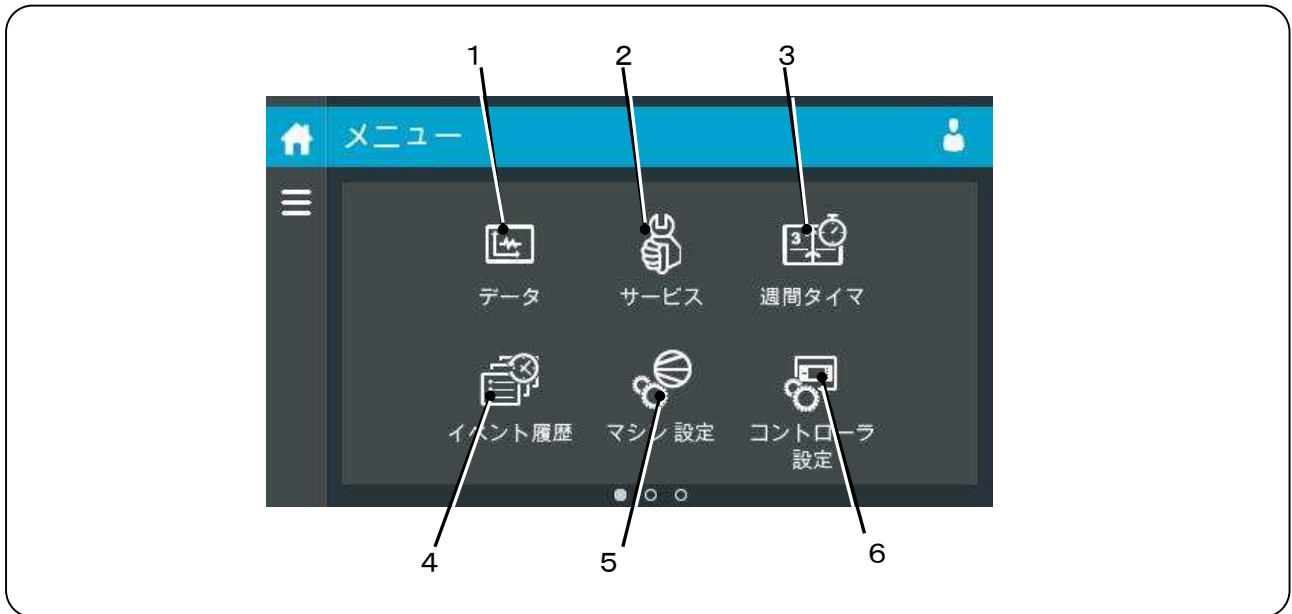 1 2 3
メニュー
3
データ サービス 週間タイマ
イベント履歴 マシン 設定 コントローラ
設定
4 5 6